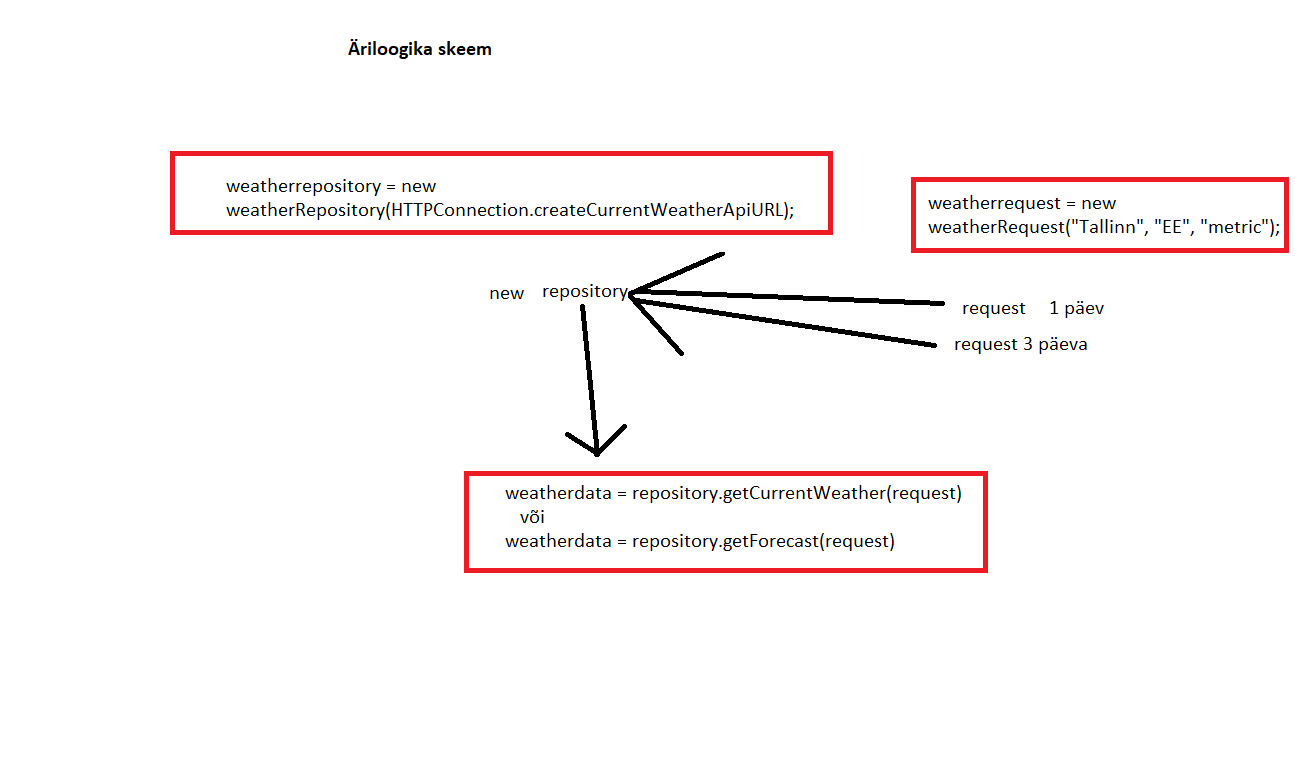 Äriloogika skeem
weatherrepository = new
weatherRepository(HTTPConnection.createCurrentWeatherApiURL);
weatherrequest = new
weatherRequest("Tallinn", "EE", "metric");
new repository
request 1 päev
request 3 päeva
weatherdata = repository.getCurrentWeather(request)
või
weatherdata = repository.getForecast(request)